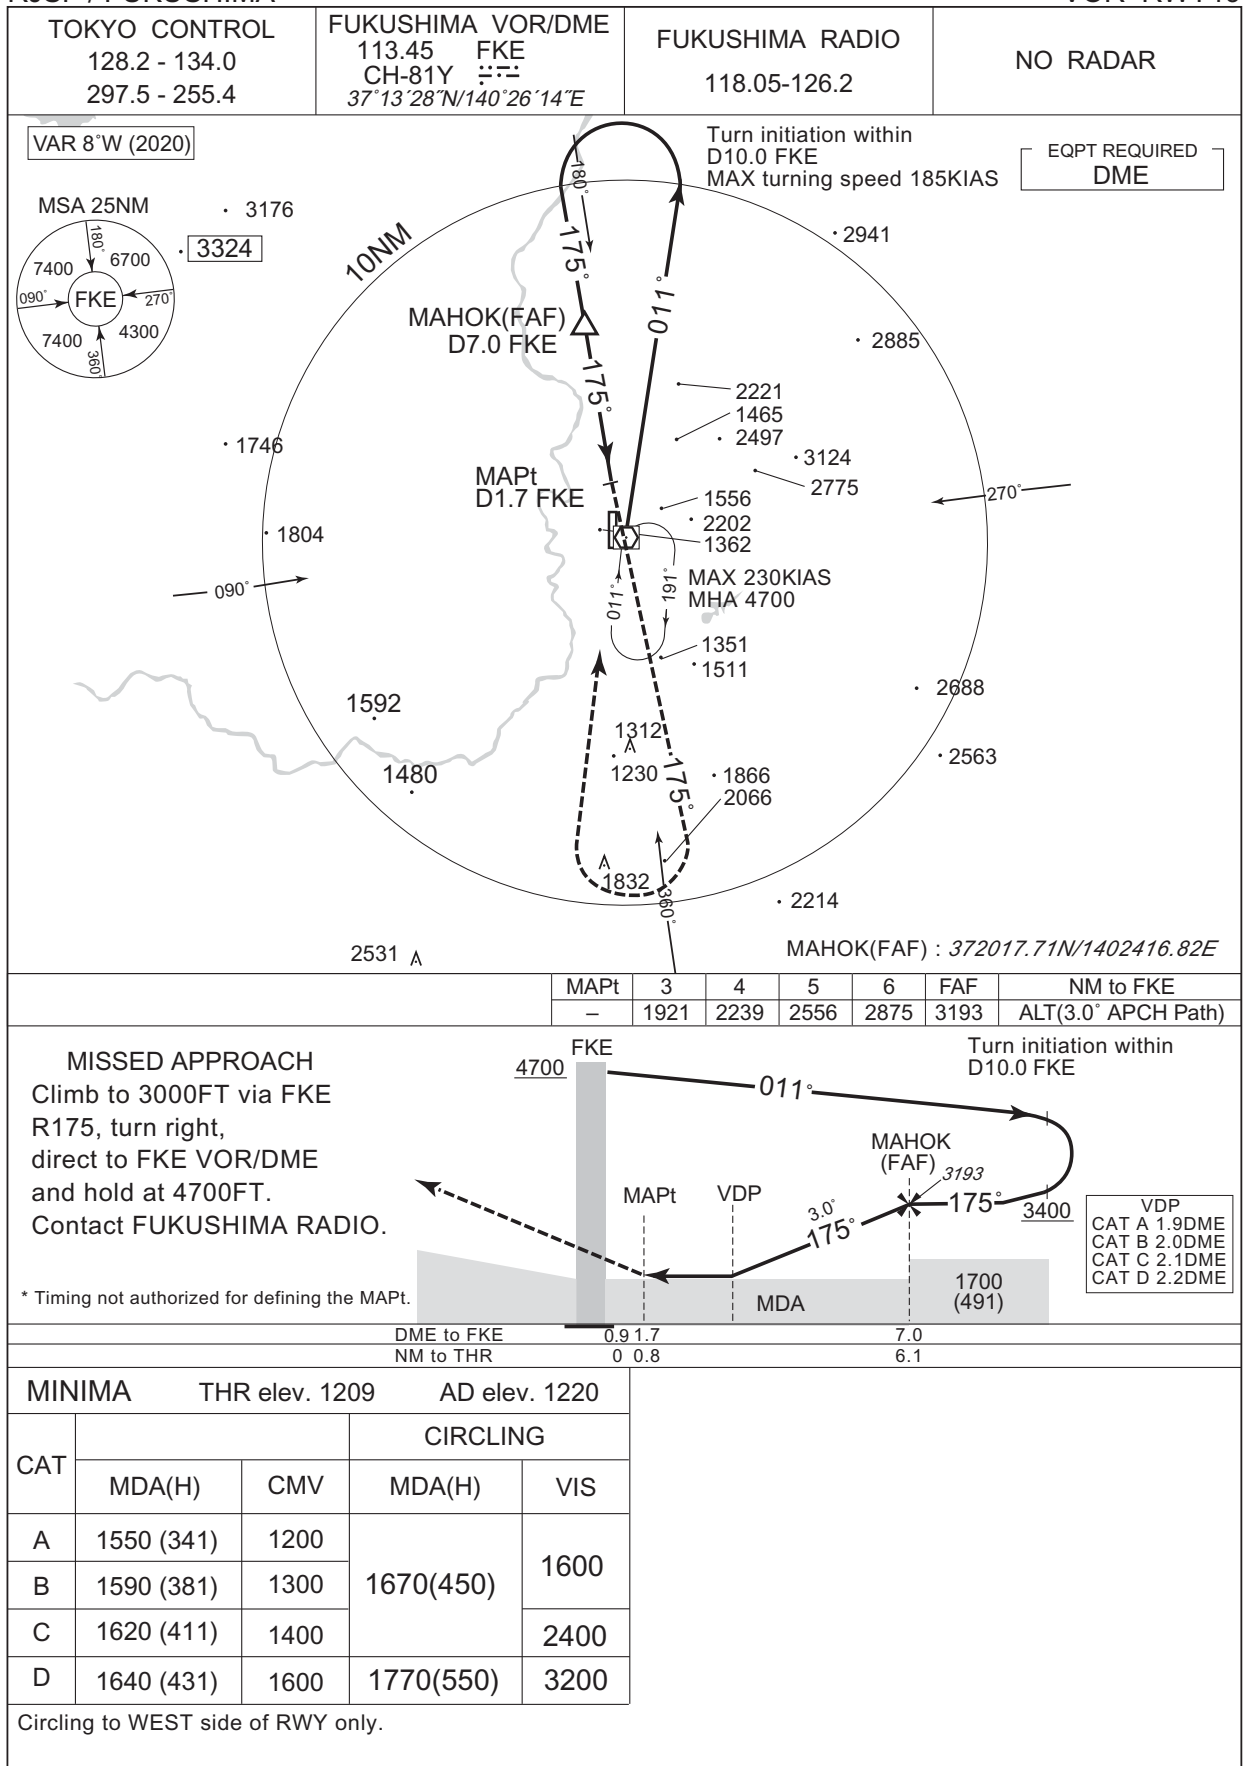 TOKYO CONTROL
128.2 - 134.0
297.5 - 255.4
FUKUSHIMA VOR/DME
113.45 FKE
CH-81Y
37°13´28˝N/140°26´14˝E
FUKUSHIMA RADIO
118.05-126.2
NO RADAR
VAR 8°W (2020)
Turn initiation within
D10.0 FKE
MAX turning speed 185KIAS
EQPT REQUIRED
DME
MSA 25NM
180°
7400
6700
090°
FKE
270°
7400
4300
360°
3176
3324
10NM
180°
175°
011°
2941
MAHOK(FAF)
D7.0 FKE
2885
175°
2221
1465
2497
3124
2775
1746
MAPt
D1.7 FKE
270°
1556
2202
1362
1804
090°
011°
191°
MAX 230KIAS
MHA 4700
1351
1511
1592
2688
1312
1230
175°
1866
2066
2563
1480
1832
360°
2214
2531
MAHOK(FAF) : 372017.71N/1402416.82E
MAPt 3 4 5 6 FAF NM to FKE
– 1921 2239 2556 2875 3193 ALT(3.0° APCH Path)
MISSED APPROACH
Climb to 3000FT via FKE
R175, turn right,
direct to FKE VOR/DME
and hold at 4700FT.
Contact FUKUSHIMA RADIO.
* Timing not authorized for defining the MAPt.
FKE
4700
011°
Turn initiation within
D10.0 FKE
MAHOK
(FAF)
3193
MAPt
VDP
3.0°
175°
175°
3400
VDP
CAT A 1.9DME
CAT B 2.0DME
CAT C 2.1DME
CAT D 2.2DME
MDA
1700
(491)
DME to FKE 0.9 1.7 7.0
NM to THR 0 0.8 6.1
MINIMA THR elev. 1209 AD elev. 1220
CAT
CIRCLING
MDA(H) CMV MDA(H) VIS
A 1550 (341) 1200
B 1590 (381) 1300 1670(450) 1600
C 1620 (411) 1400 2400
D 1640 (431) 1600 1770(550) 3200
Circling to WEST side of RWY only.